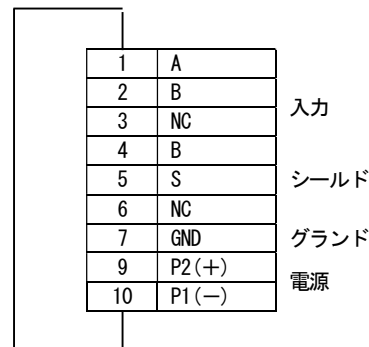 1 A
2 B
入力
3 NC
4 B
5 S シールド
6 NC
7 GND グランド
9 P2(＋)
電源
10 P1(－)